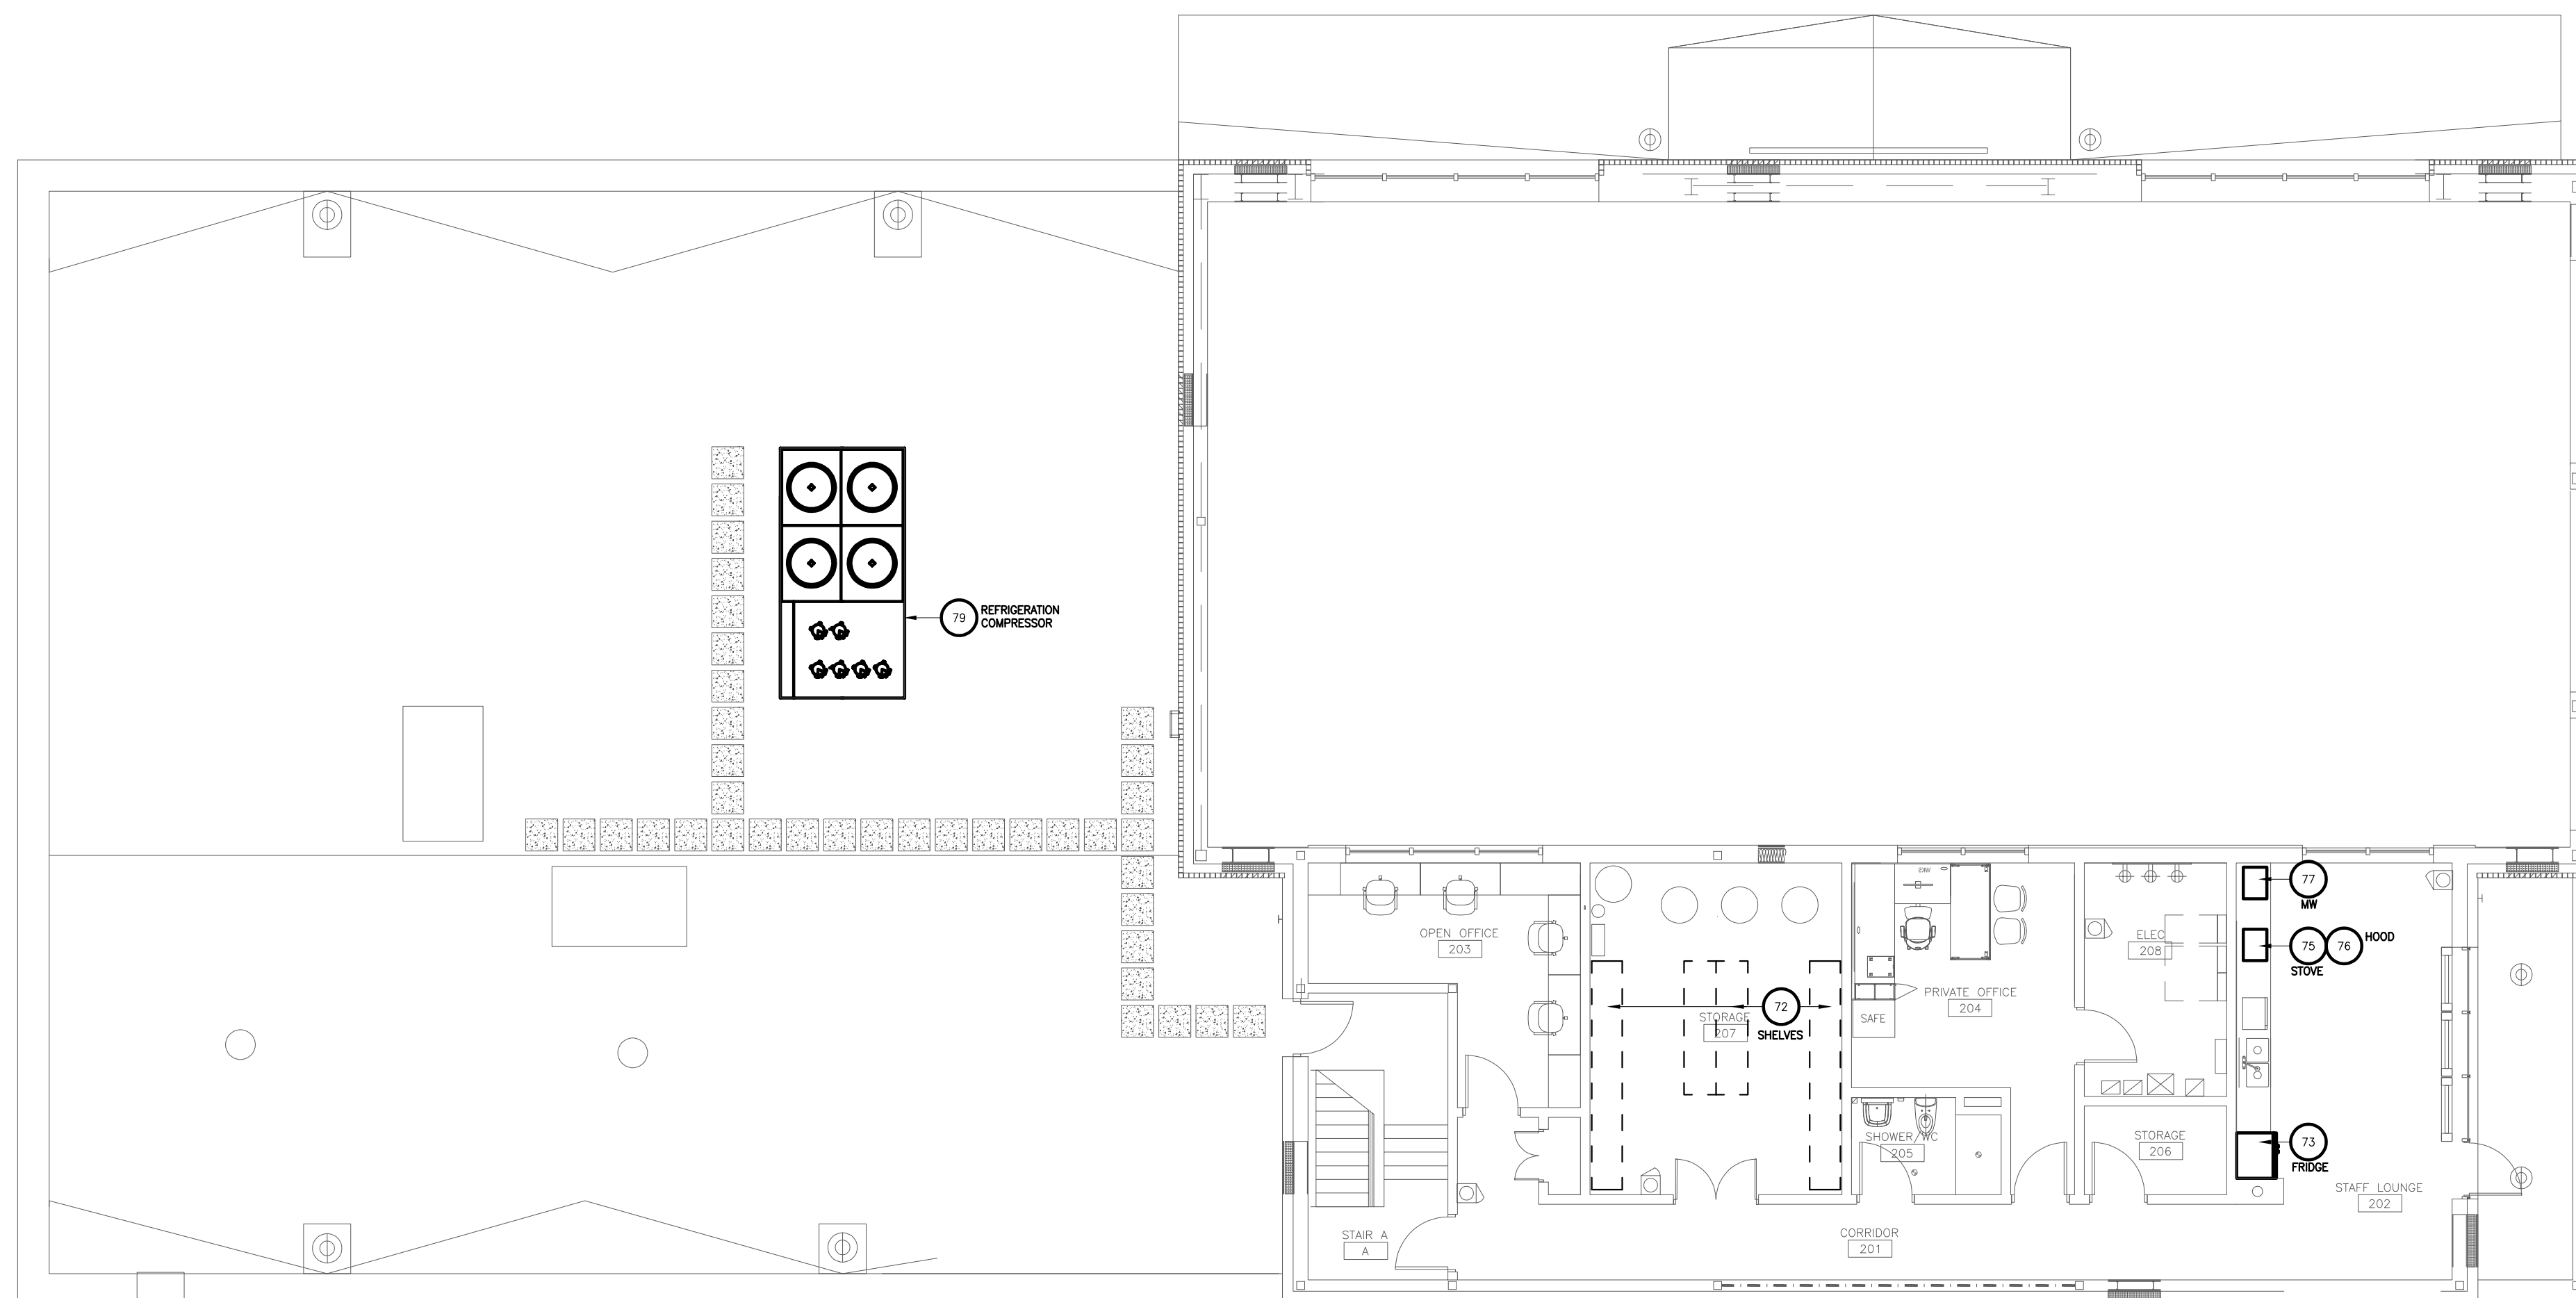 79
REFRIGERATION
COMPRESSOR
77
MW
75
76
HOOD
STOVE
OPEN OFFICE
203
ELEC
208
PRIVATE OFFICE
204
SAFE
72
STORAGE
207
SHELVES
SHOWER/WC
205
STORAGE
206
73
FRIDGE
STAFF LOUNGE
202
STAIR A
A
CORRIDOR
201